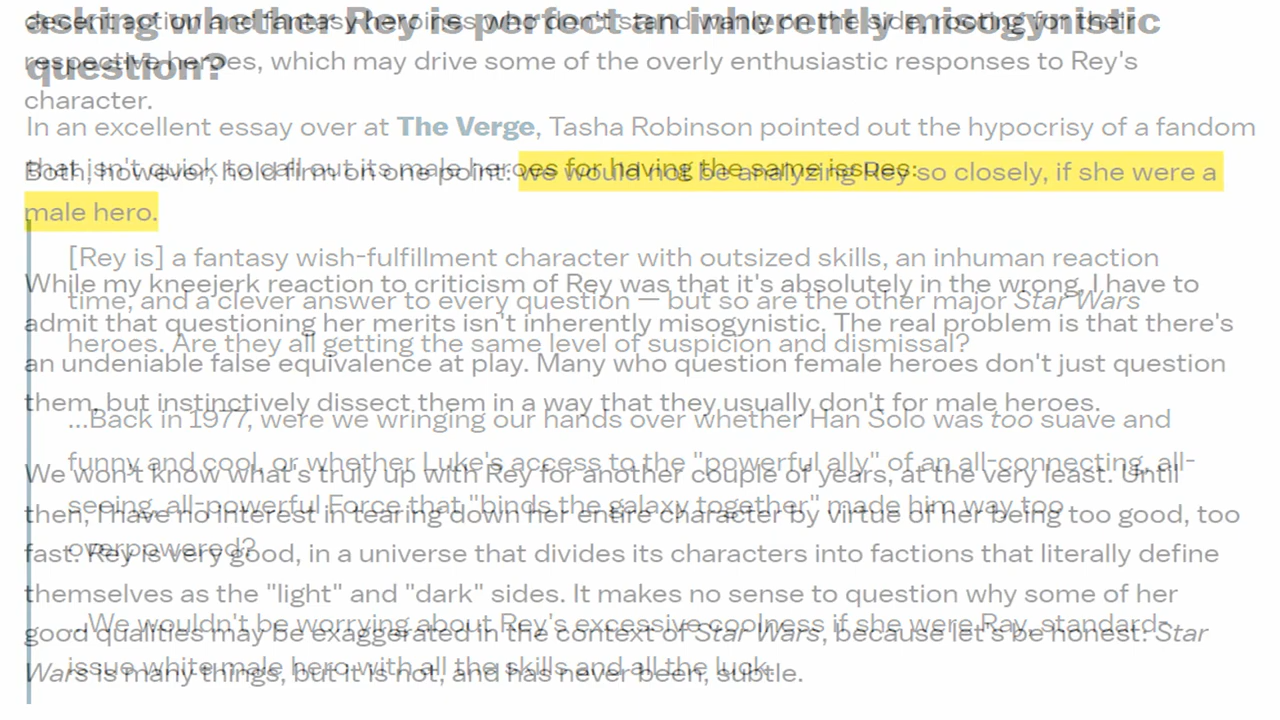 asking whether Rey is perfect an inherently misogynistic
and fantasy heroines who don't stand wanly on the side, rooting for their
question?
respective heroes, which may drive some of the overly enthusiastic responses to Rey's
character.
In an excellent essay over at The Verge, Tasha Robinson pointed out the hypocrisy of a fandom
that isn't quick to call out its male heroes for having the same issues:
Both, however, hold firm on one point: we would not be analyzing Rey so closely, if she were a
male hero.
[Rey is] a fantasy wish-fulfillment character with outsized skills, an inhuman reaction
While my kneejerk reaction to criticism of Rey was that it's absolutely in the wrong, I have to
time, and a clever answer to every question — but so are the other major Star Wars
admit that questioning her merits isn't inherently misogynistic. The real problem is that there's
heroes. Are they all getting the same level of suspicion and dismissal?
an undeniable false equivalence at play. Many who question female heroes don't just question
them, but instinctively dissect them in a way that they usually don't for male heroes.
...Back in 1977, were we wringing our hands over whether Han Solo was too suave and
funny and cool, or whether Luke's access to the "powerful ally" of an all-connecting, all-
We won't know what's truly up with Rey for another couple of years, at the very least. Until
seeing, all-powerful Force that "binds the galaxy together" made him way too
then, I have no interest in tearing down her entire character by virtue of her being too good, too
overpowered?
fast. Rey is very good, in a universe that divides its characters into factions that literally define
themselves as the "light" and "dark" sides. It makes no sense to question why some of her
...We wouldn't be worrying about Rey's excessive coolness if she were Ray, standard-
good qualities may be exaggerated in the context of Star Wars, because let's be honest: Star
issue white male hero with all the skills and all the luck.
Wars is many things, but it is not, and has never been, subtle.